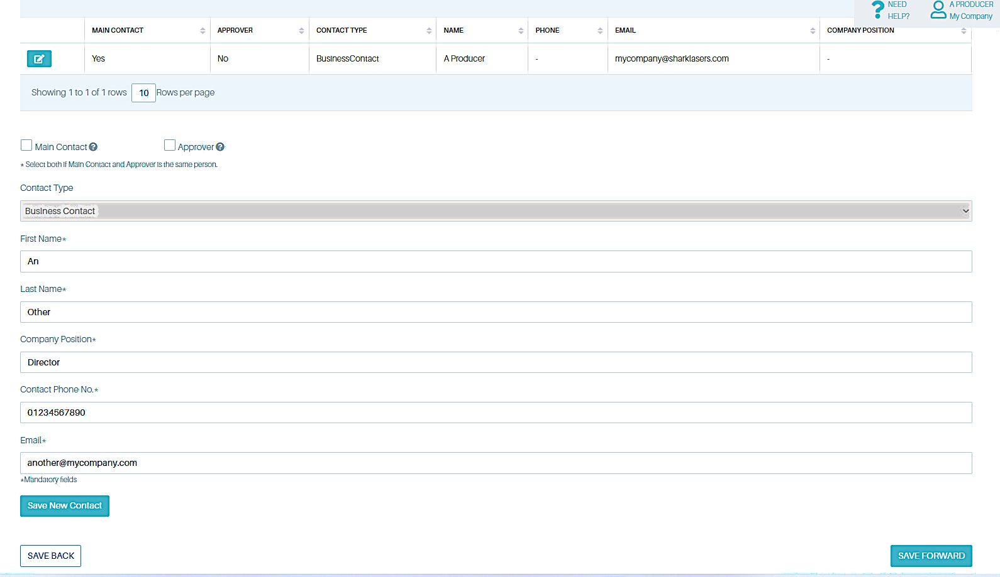 NEED
HELP?
A PRODUCER
My Company
MAIN CONTACT APPROVER CONTACT TYPE NAME PHONE EMAIL COMPANY POSITION
Yes No BusinessContact A Producer - mycompany@sharklasers.com -
Showing 1 to 1 of 1 rows 10 Rows per page
Main Contact Approver
* Select both if Main Contact and Approver is the same person.
Contact Type
Business Contact
First Name*
An
Last Name*
Other
Company Position*
Director
Contact Phone No.*
01234567890
Email*
another@mycompany.com
*Mandatory fields
Save New Contact
SAVE BACK SAVE FORWARD